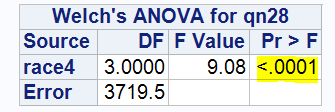 Welch's ANOVA for qn28
Source DF F Value Pr > F
race4 3.0000 9.08 <.0001
Error 3719.5